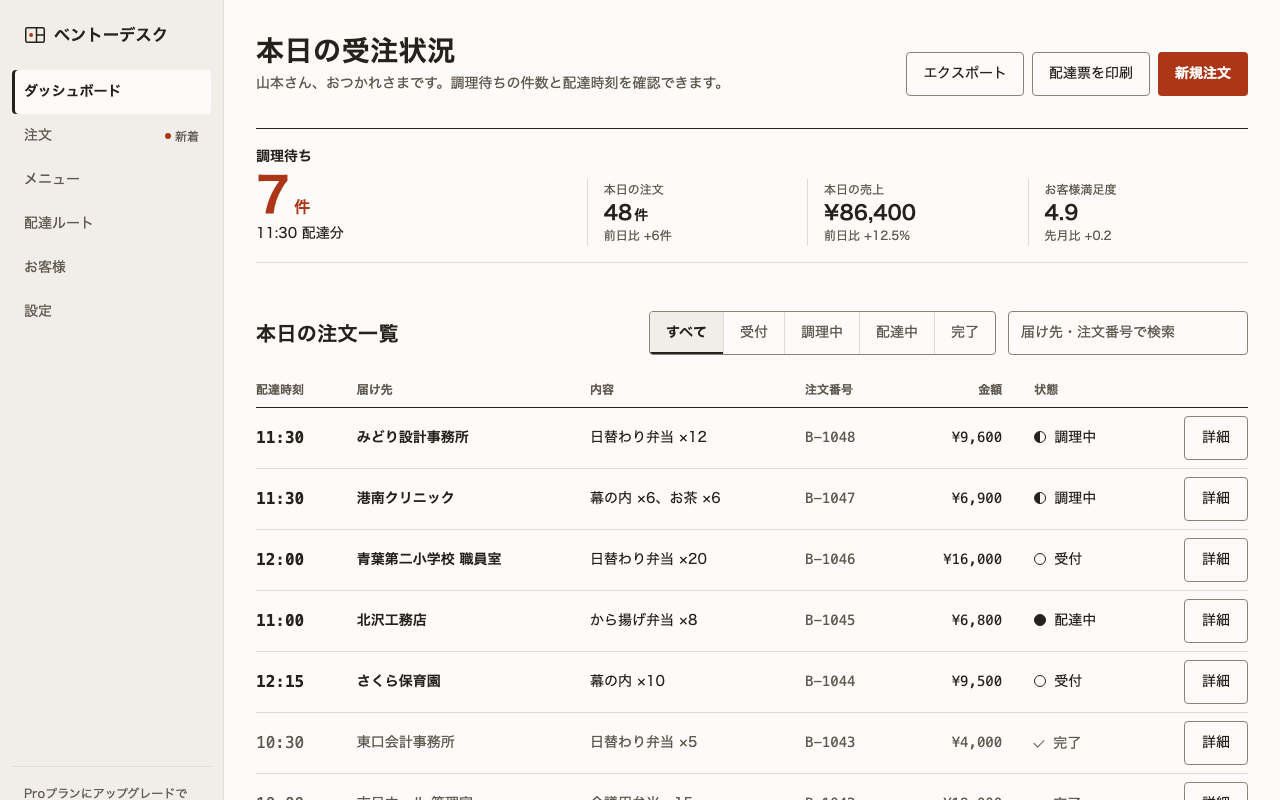 ベントーデスク
ダッシュボード
注文 新着
メニュー
配達ルート
お客様
設定
Proプランにアップグレードで
本日の受注状況
山本さん、おつかれさまです。調理待ちの件数と配達時刻を確認できます。
エクスポート 配達票を印刷 新規注文
調理待ち
7 件
11:30 配達分
本日の注文
48件
前日比 +6件
本日の売上
¥86,400
前日比 +12.5%
お客様満足度
4.9
先月比 +0.2
本日の注文一覧
すべて 受付 調理中 配達中 完了
届け先・注文番号で検索
配達時刻 届け先 内容 注文番号 金額 状態
11:30 みどり設計事務所 日替わり弁当 ×12 B-1048 ¥9,600 調理中 詳細
11:30 港南クリニック 幕の内 ×6、お茶 ×6 B-1047 ¥6,900 調理中 詳細
12:00 青葉第二小学校 職員室 日替わり弁当 ×20 B-1046 ¥16,000 受付 詳細
11:00 北沢工務店 から揚げ弁当 ×8 B-1045 ¥6,800 配達中 詳細
12:15 さくら保育園 幕の内 ×10 B-1044 ¥9,500 受付 詳細
10:30 東口会計事務所 日替わり弁当 ×5 B-1043 ¥4,000 完了 詳細